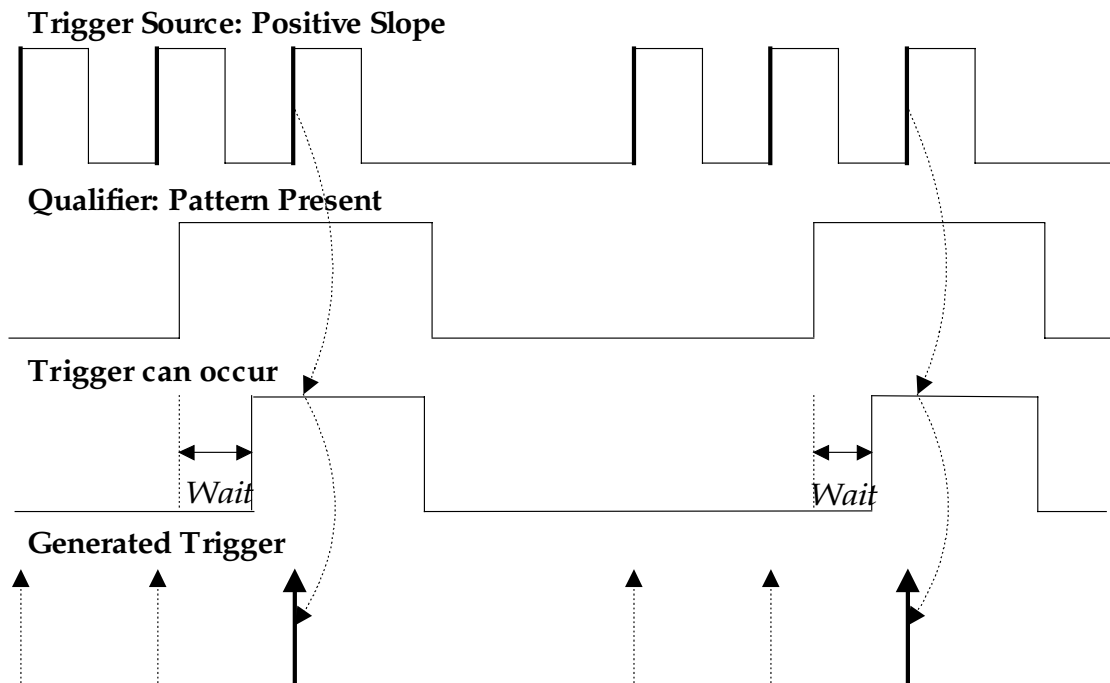 Trigger Source: Positive Slope
Qualifier: Pattern Present
Trigger can occur
Wait
Wait
Generated Trigger